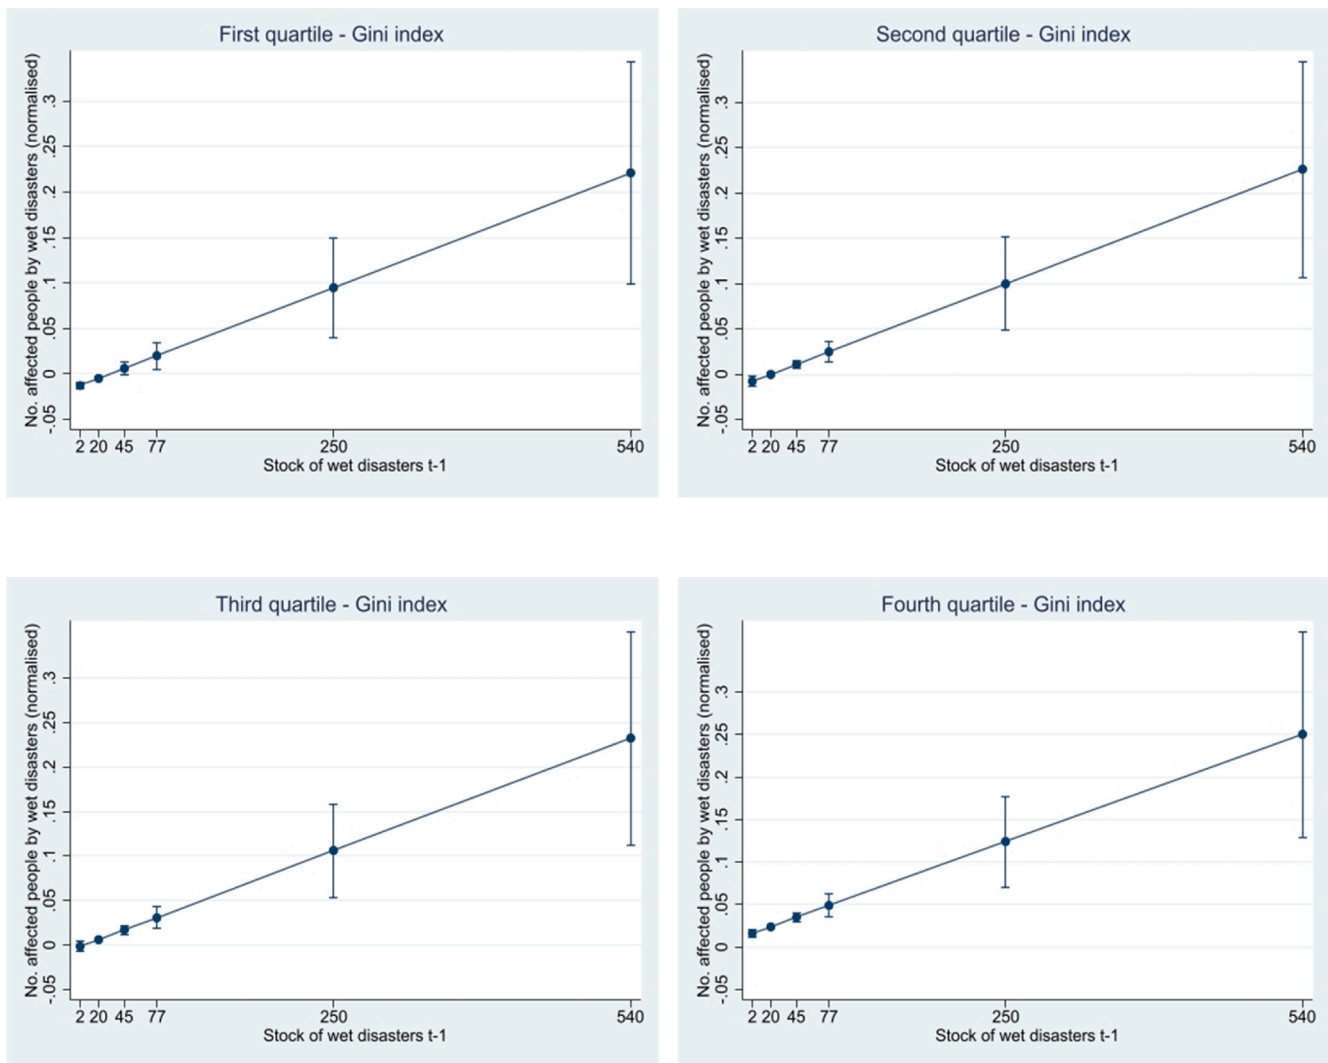 First quartile - Gini index
No. affected people by wet disasters (normalised)
.3
.25
.2
.15
.1
.05
0
-.05
2 20 45 77 250 540
Stock of wet disasters t-1
Second quartile - Gini index
No. affected people by wet disasters (normalised)
.3
.25
.2
.15
.1
.05
0
-.05
2 20 45 77 250 540
Stock of wet disasters t-1
Third quartile - Gini index
No. affected people by wet disasters (normalised)
.3
.25
.2
.15
.1
.05
0
-.05
2 20 45 77 250 540
Stock of wet disasters t-1
Fourth quartile - Gini index
No. affected people by wet disasters (normalised)
.3
.25
.2
.15
.1
.05
0
-.05
2 20 45 77 250 540
Stock of wet disasters t-1